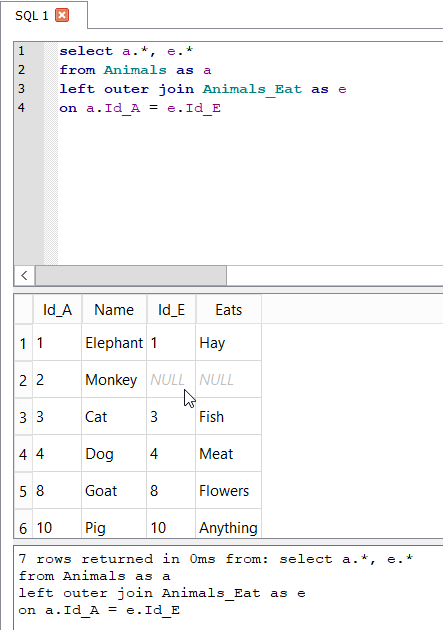 SQL 1
1 select a.*, e.*
2 from Animals as a
3 left outer join Animals_Eat as e
4 on a.Id_A = e.Id_E
Id_A Name Id_E Eats
1 1 Elephant 1 Hay
2 2 Monkey NULL NULL
3 3 Cat 3 Fish
4 4 Dog 4 Meat
5 8 Goat 8 Flowers
6 10 Pig 10 Anything
7 rows returned in 0ms from: select a.*, e.*
from Animals as a
left outer join Animals_Eat as e
on a.Id_A = e.Id_E